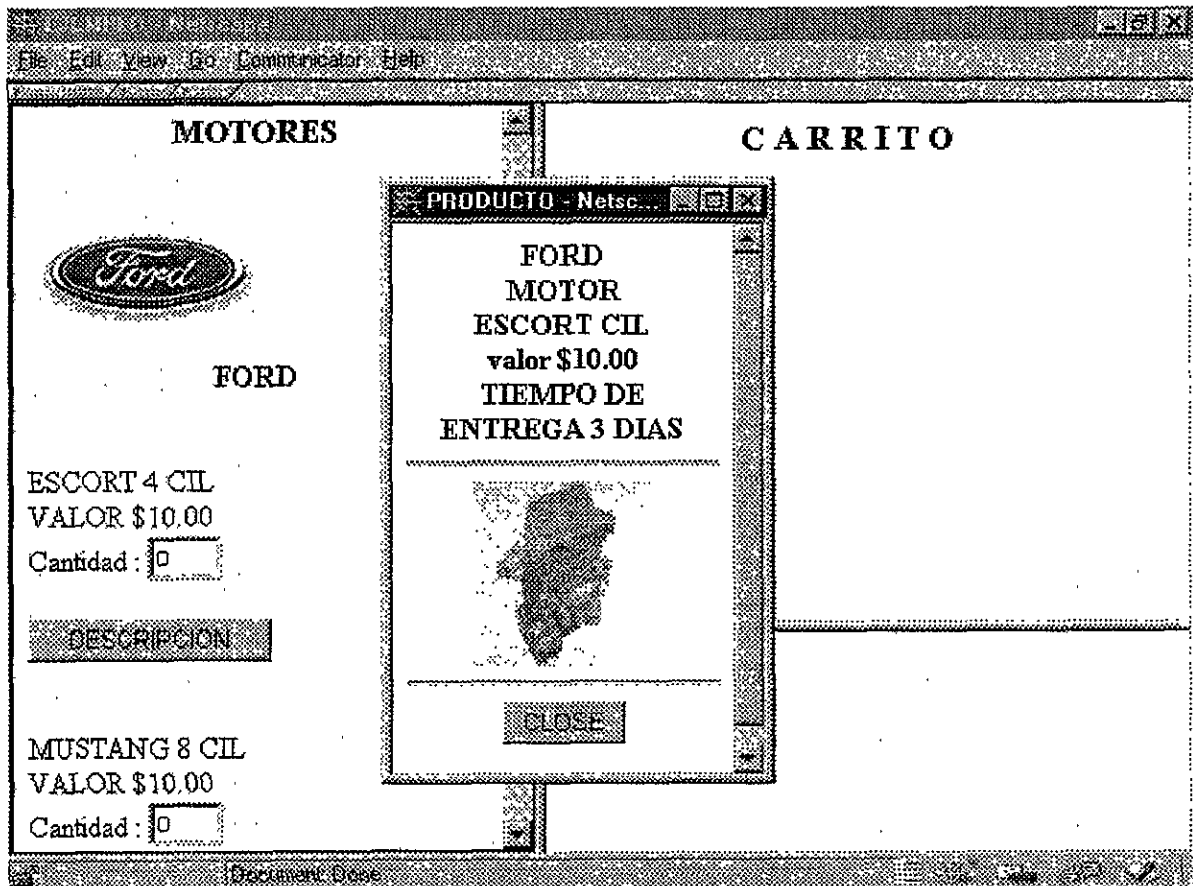 File Edit View Go Communicator Help
MOTORES
Ford
FORD
ESCORT 4 CIL
VALOR $10.00
Cantidad : 0
DESCRIPCION
MUSTANG 8 CIL
VALOR $10.00
Cantidad : 0
CARRITO
PRODUCTO - Netsc...
FORD
MOTOR
ESCORT CIL
valor $10.00
TIEMPO DE
ENTREGA 3 DIAS
CLOSE
Document: Done